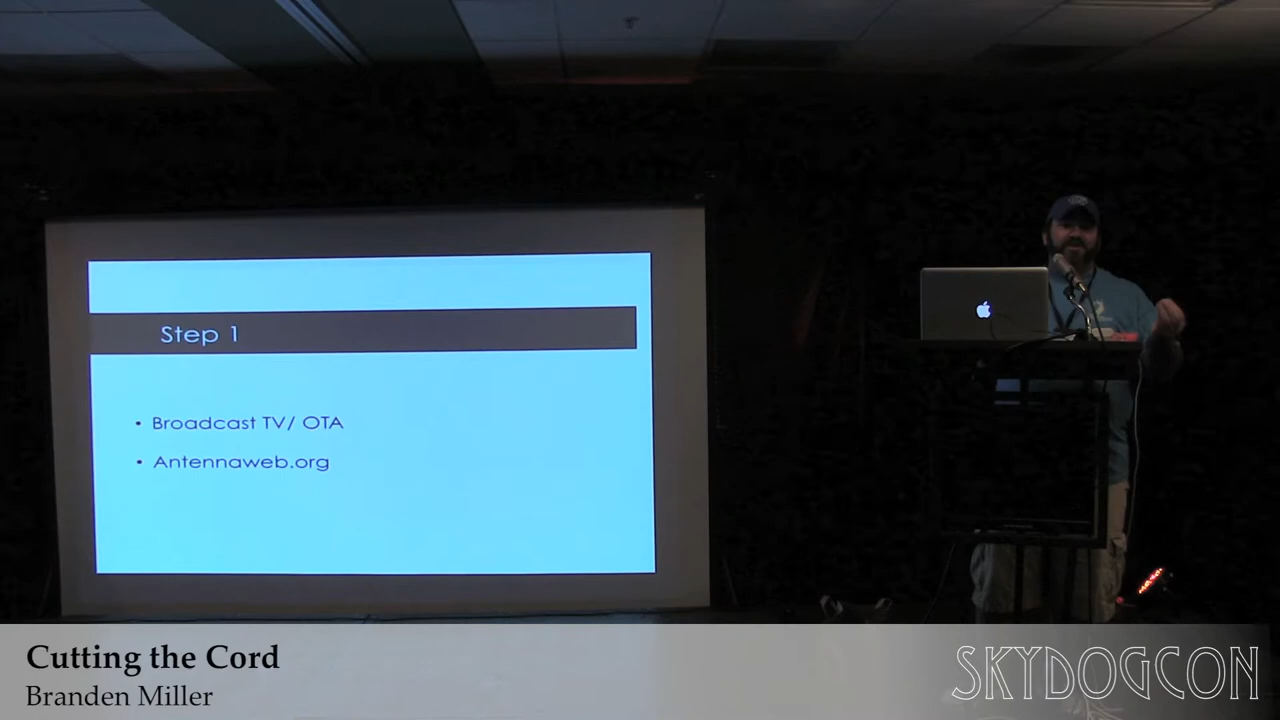 Step 1
• Broadcast TV/ OTA
• Antennaweb.org
Cutting the Cord
Branden Miller
SKYDOGCON